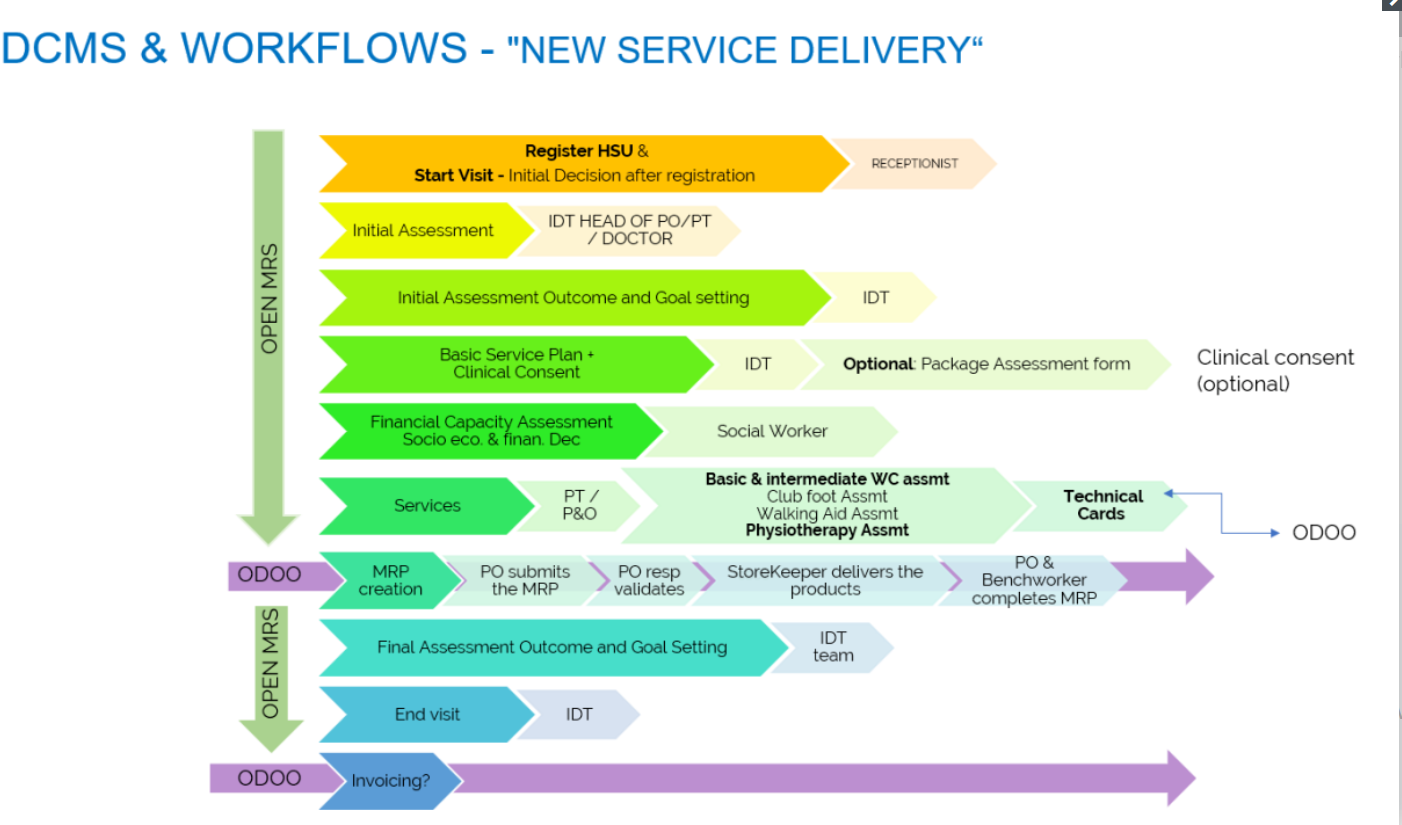 DCMS & WORKFLOWS - "NEW SERVICE DELIVERY“
OPEN MRS
Register HSU &
Start Visit - Initial Decision after registration
RECEPTIONIST
Initial Assessment
IDT HEAD OF PO/PT
/ DOCTOR
Initial Assessment Outcome and Goal setting
IDT
Basic Service Plan +
Clinical Consent
IDT
Optional: Package Assessment form
Clinical consent
(optional)
Financial Capacity Assessment
Socio eco. & finan. Dec
Social Worker
Services
PT /
P&O
Basic & intermediate WC assmt
Club foot Assmt
Walking Aid Assmt
Physiotherapy Assmt
Technical
Cards
ODOO
ODOO
MRP
creation
PO submits
the MRP
PO resp
validates
StoreKeeper delivers the
products
PO &
Benchworker
completes MRP
OPEN MRS
Final Assessment Outcome and Goal Setting
IDT
team
End visit
IDT
ODOO
Invoicing?